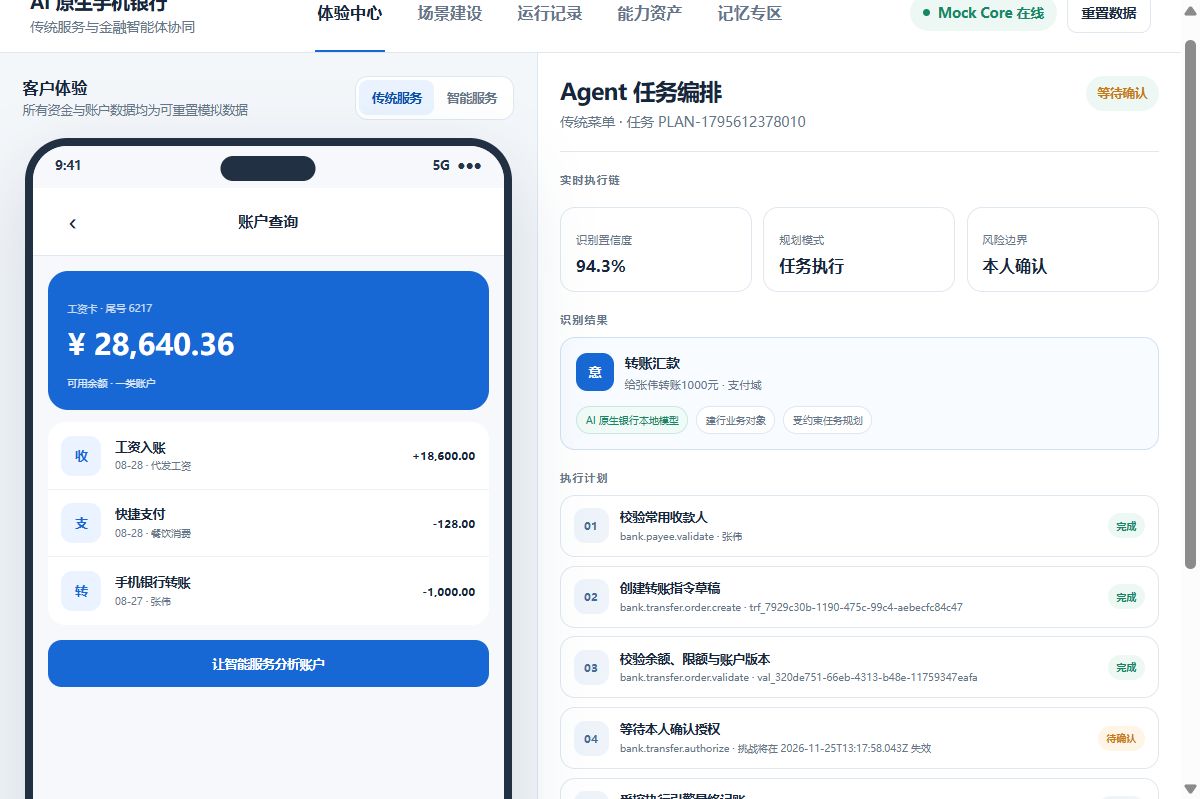 AI 原生手机银行
传统服务与金融智能体协同
体验中心
场景建设
运行记录
能力资产
记忆专区
Mock Core 在线
重置数据
客户体验
所有资金与账户数据均为可重置模拟数据
传统服务
智能服务
9:41
5G
账户查询
工资卡 · 尾号 6217
¥ 28,640.36
可用余额 · 一类账户
收
工资入账
08-28 · 代发工资
+18,600.00
支
快捷支付
08-28 · 餐饮消费
-128.00
转
手机银行转账
08-27 · 张伟
-1,000.00
让智能服务分析账户
Agent 任务编排
传统菜单 · 任务 PLAN-1795612378010
等待确认
实时执行链
识别置信度
94.3%
规划模式
任务执行
风险边界
本人确认
识别结果
意
转账汇款
给张伟转账1000元 · 支付域
AI 原生银行本地模型
建行业务对象
受约束任务规划
执行计划
01
校验常用收款人
bank.payee.validate · 张伟
完成
02
创建转账指令草稿
bank.transfer.order.create · trf_7929c30b-1190-475c-99c4-aebecfc84c47
完成
03
校验余额、限额与账户版本
bank.transfer.order.validate · val_320de751-66eb-4313-b48e-11759347eafa
完成
04
等待本人确认授权
bank.transfer.authorize · 挑战将在 2026-11-25T13:17:58.043Z 失效
待确认